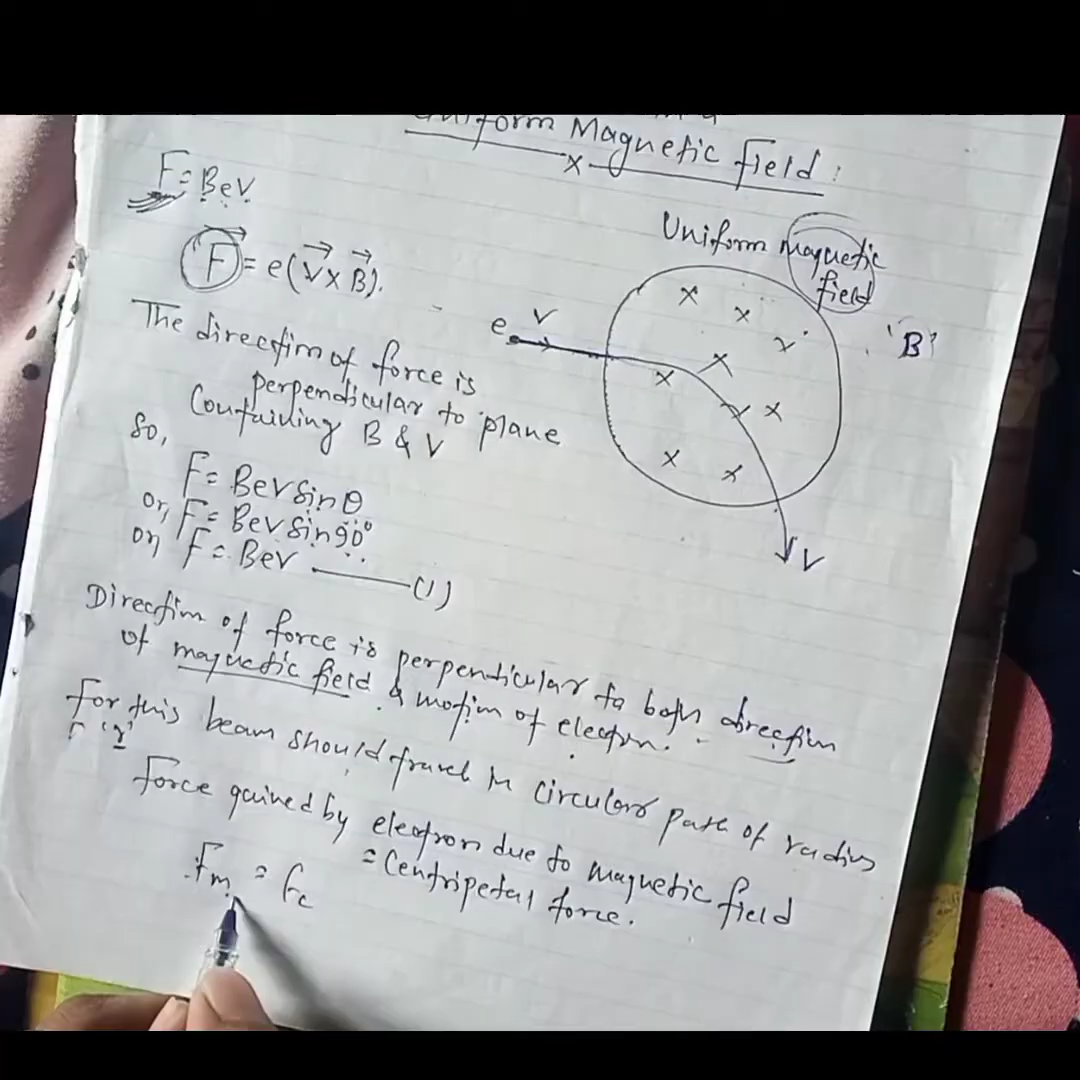 Uniform Magnetic field :
F = Bev
F = e(V x B).
Uniform magnetic
field
'B'
e V
The direction of force is
perpendicular to plane
Containing B & V
So,
F = Bev sinθ
or, F = Bev sin90°
or F = Bev ——— (1)
V
Direction of force is perpendicular to both direction
of magnetic field & motion of electron.
For this beam should travel in circular path of radius
'r'
Force gained by electron due to magnetic field
= Centripetal force.
Fm = Fc